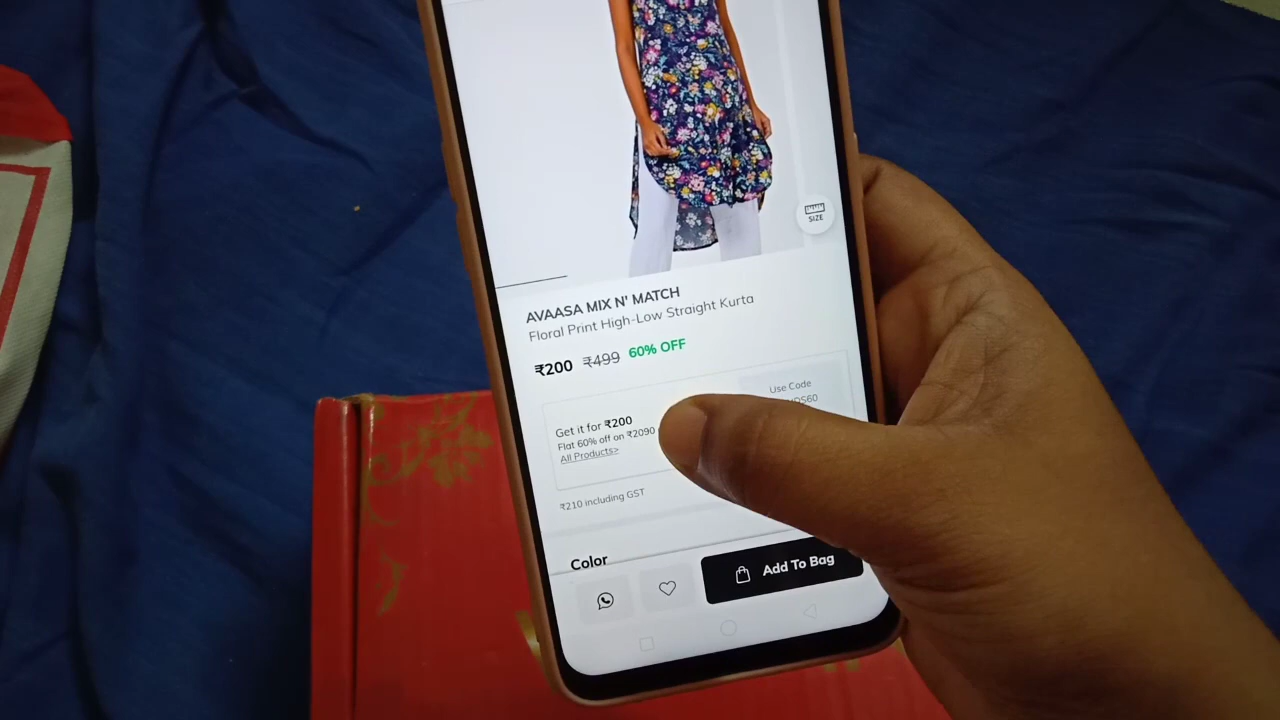 SIZE
AVAASA MIX N' MATCH
Floral Print High-Low Straight Kurta
₹200 ₹499 60% OFF
Use Code
Get it for ₹200
Flat 60% off on ₹2090
All Products>
₹210 including GST
Color
Add To Bag